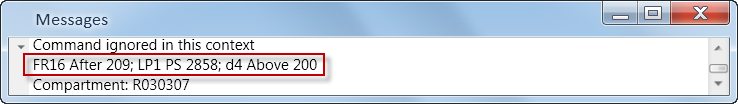 Messages
Command ignored in this context
FR16 After 209; LP1 PS 2858; d4 Above 200
Compartment: R030307